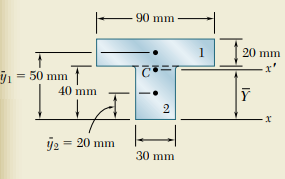 90 mm
1
20 mm
C
x'
ȳ₁ = 50 mm
40 mm
Ȳ
2
x
ȳ₂ = 20 mm
30 mm